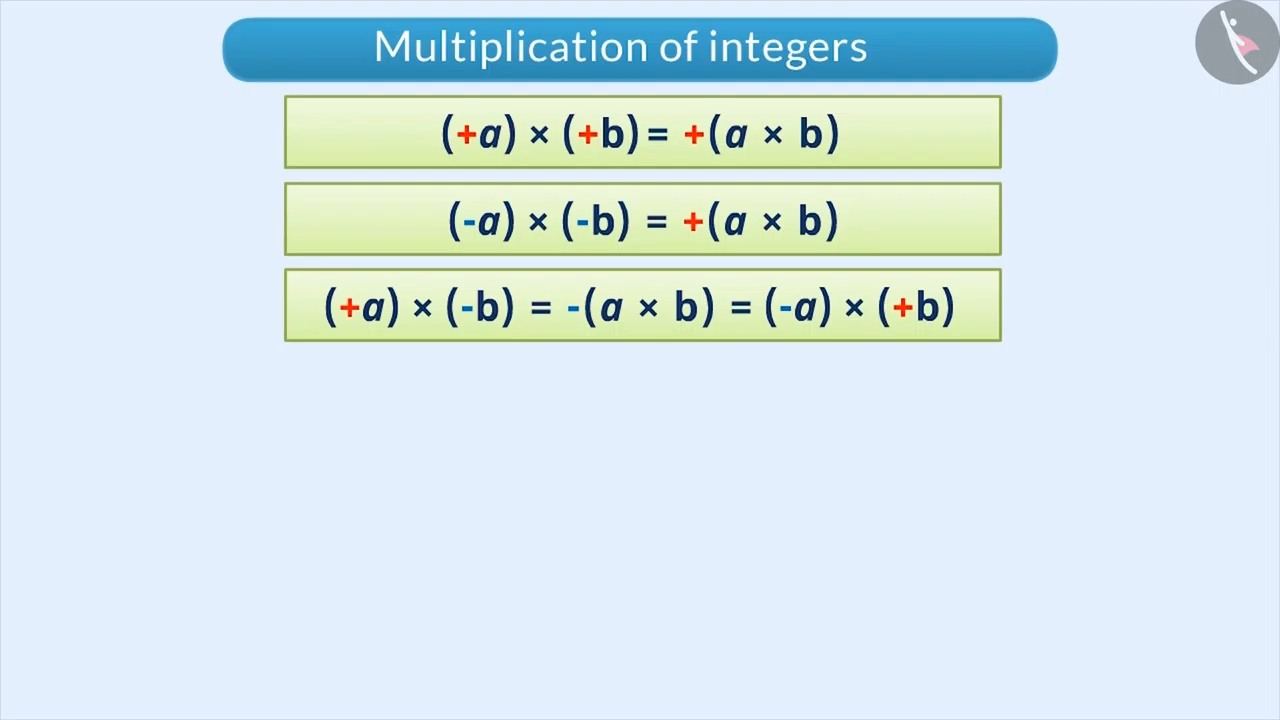 Multiplication of integers
(+a) × (+b) = +(a × b)
(-a) × (-b) = +(a × b)
(+a) × (-b) = -(a × b) = (-a) × (+b)